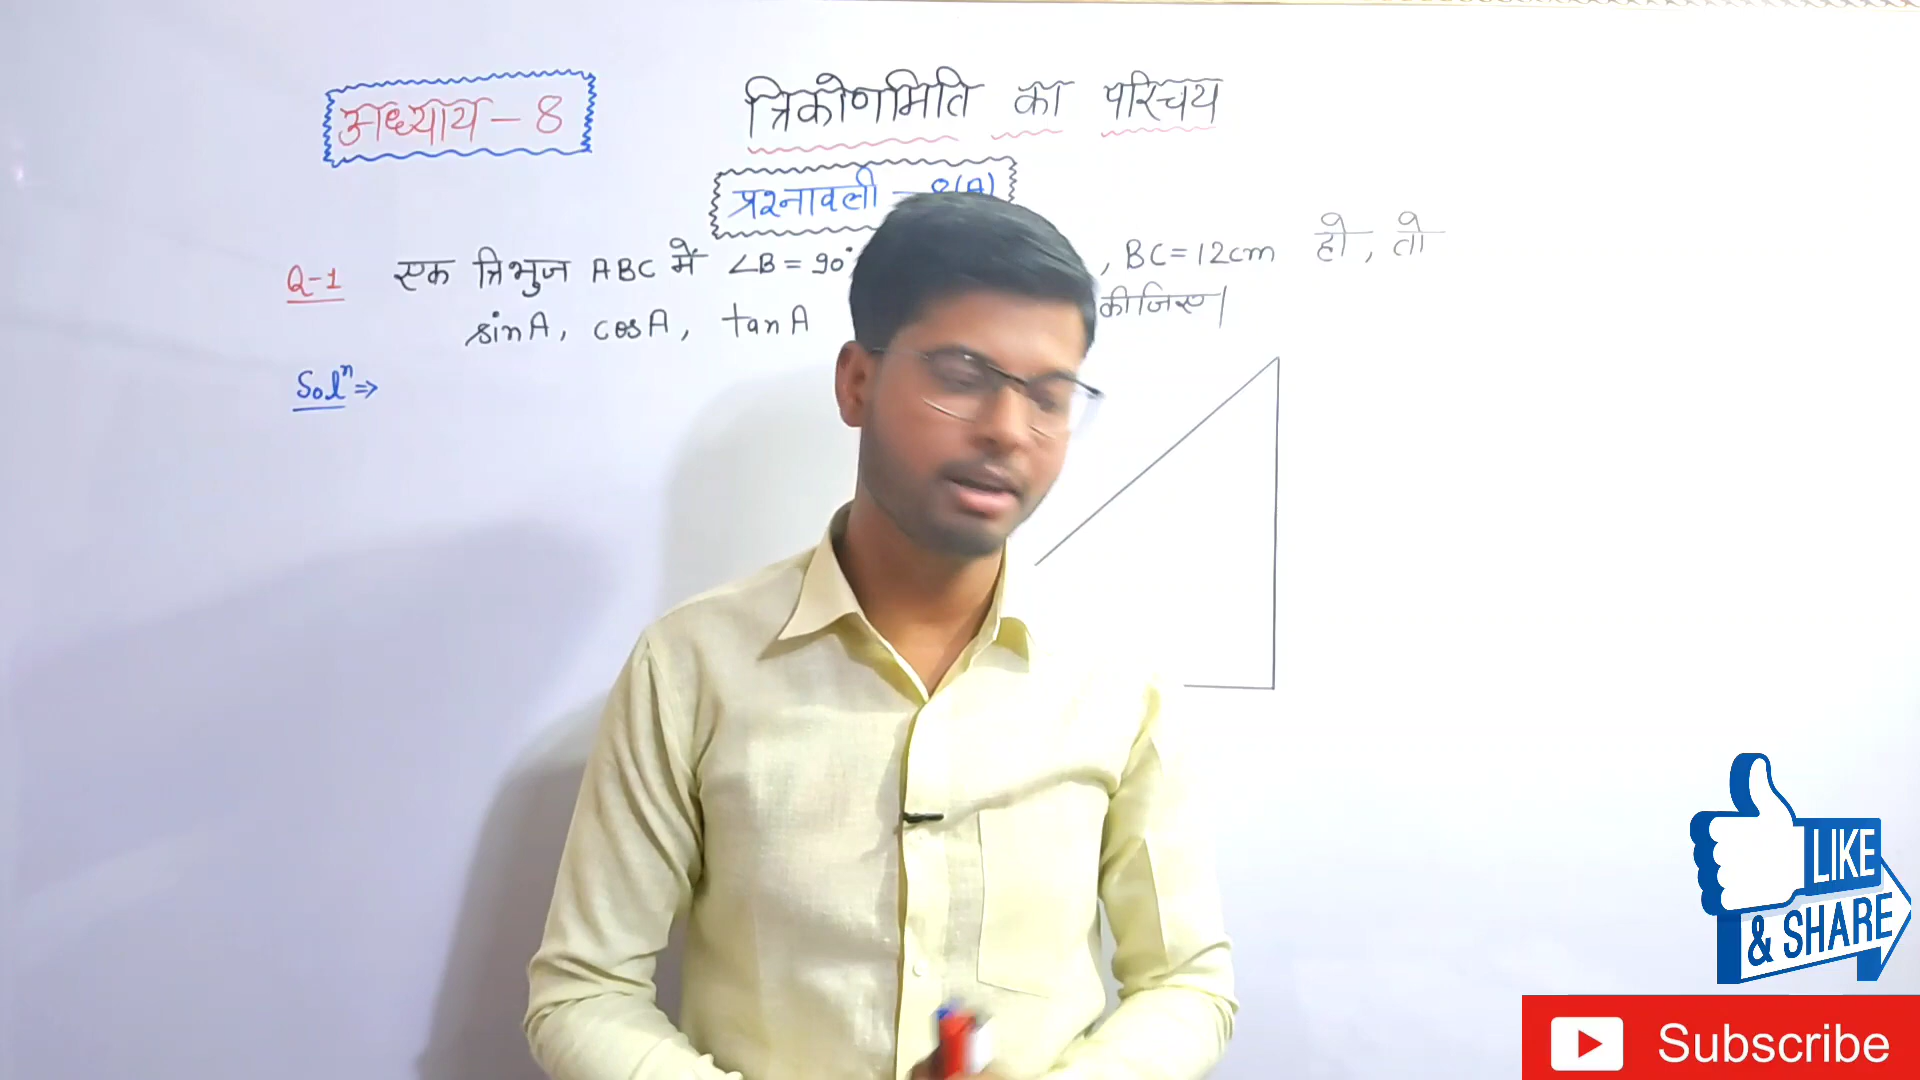 अध्याय - 8
त्रिकोणमिति का परिचय
प्रश्नावली - 8(A)
Q-1 एक त्रिभुज ABC में ∠B = 90° , BC = 12cm हो, तो
sinA, cosA, tanA कीजिए।
Solⁿ ⇒
LIKE
& SHARE
Subscribe